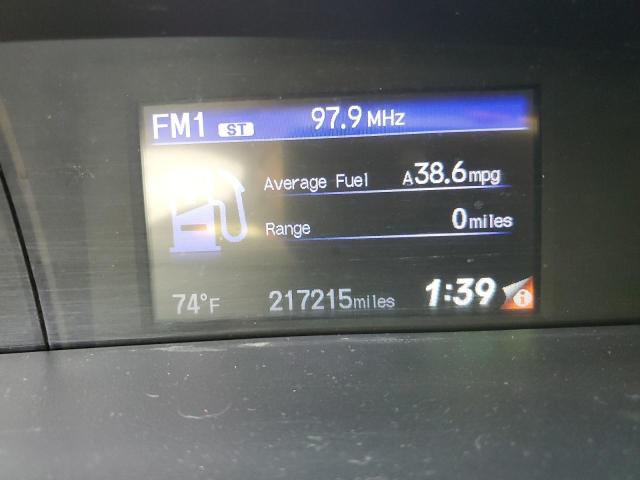 FM1 ST 97.9 MHz
Average Fuel A38.6mpg
Range 0miles
74°F 217215miles 1:39 i